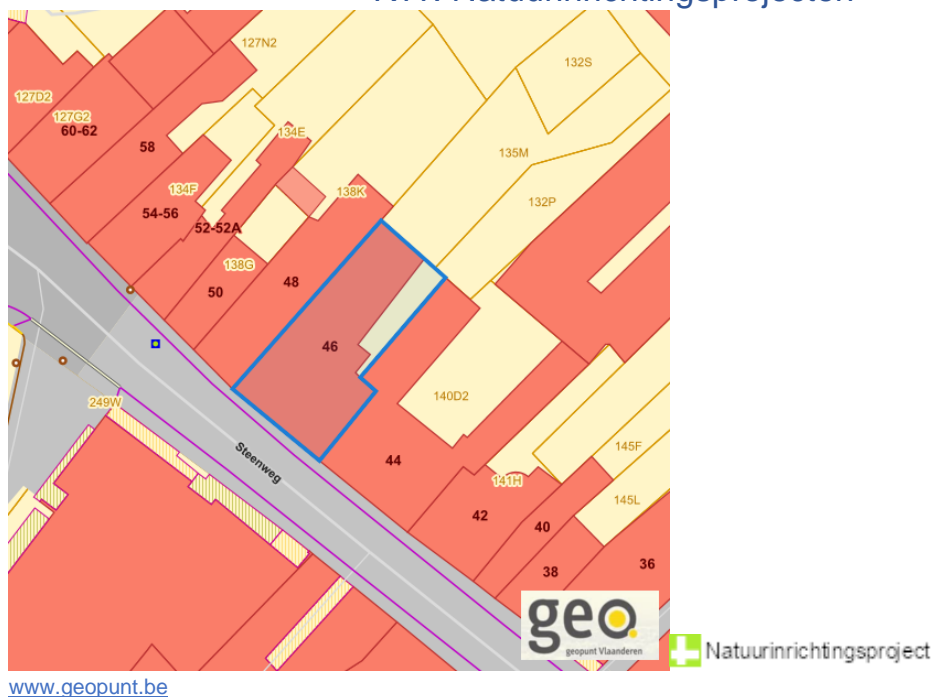 127N2
132S
127D2
127G2
60-62
134E
58
135M
134F
138K
132P
54-56
52-52A
138G
48
50
46
140D2
249W
Steenweg
44
145F
141H
145L
42
40
38
36
geo.
geopunt Vlaanderen
Natuurinrichtingsproject
www.geopunt.be